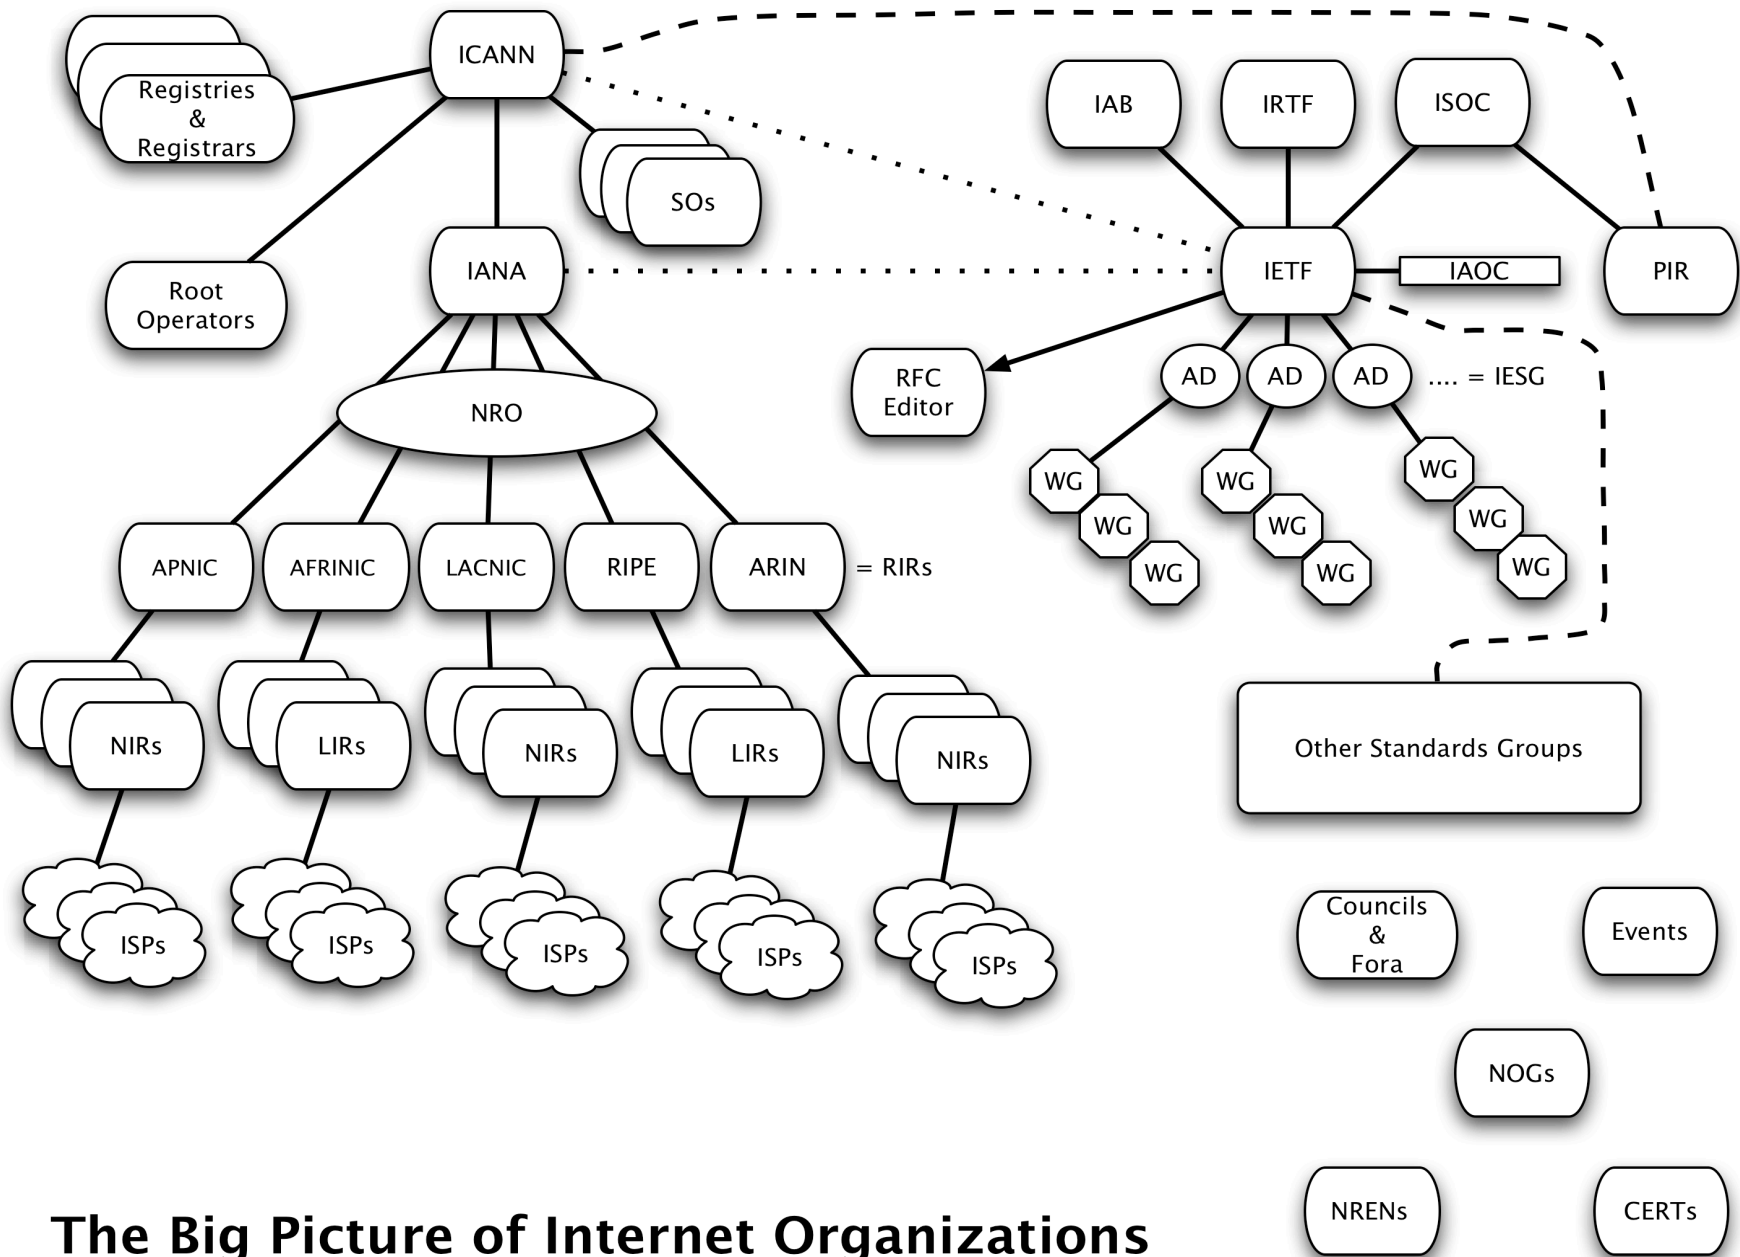 ICANN
Registries
&
Registrars
IAB
IRTF
ISOC
SOs
Root
Operators
IANA
IETF
IAOC
PIR
RFC
Editor
AD
AD
AD
.... = IESG
NRO
WG
WG
WG
WG
WG
WG
WG
WG
WG
APNIC
AFRINIC
LACNIC
RIPE
ARIN
= RIRs
NIRs
LIRs
NIRs
LIRs
NIRs
Other Standards Groups
ISPs
ISPs
ISPs
ISPs
ISPs
Councils
&
Fora
Events
NOGs
NRENs
CERTs
The Big Picture of Internet Organizations